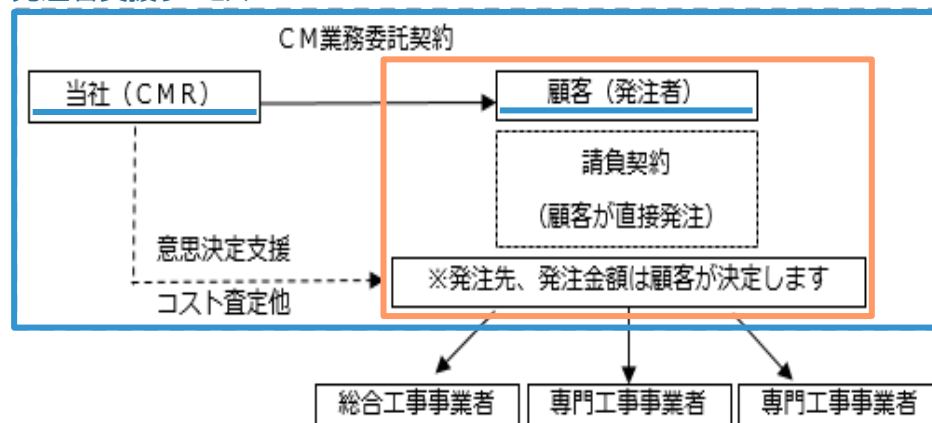 CM業務委託契約
当社（CMR）
顧客（発注者）
請負契約
（顧客が直接発注）
意思決定支援
コスト査定他
※発注先、発注金額は顧客が決定します
総合工事事業者
専門工事事業者
専門工事事業者